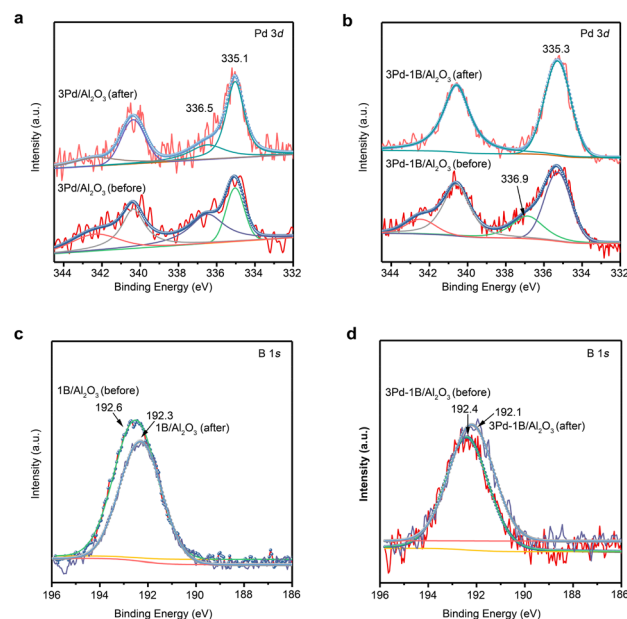 a
Pd 3d
335.1
336.5
3Pd/Al2O3 (after)
3Pd/AlO3 (before)
Intensity (a.u.)
344 342 340 338 336 334 332
Binding Energy (eV)
b
Pd 3d
335.3
3Pd-1B/Al2O3 (after)
3Pd-1B/Al2O3 (before)
336.9
Intensity (a.u.)
344 342 340 338 336 334 332
Binding Energy (eV)
c
B 1s
1B/Al2O3 (before)
192.6
192.3
1B/Al2O3 (after)
Intensity (a.u.)
196 194 192 190 188 186
Binding Energy (eV)
d
B 1s
3Pd-1B/Al2O3 (before)
192.4
192.1
3Pd-1B/Al2O3 (after)
Intensity (a.u.)
196 194 192 190 188 186
Binding Energy (eV)